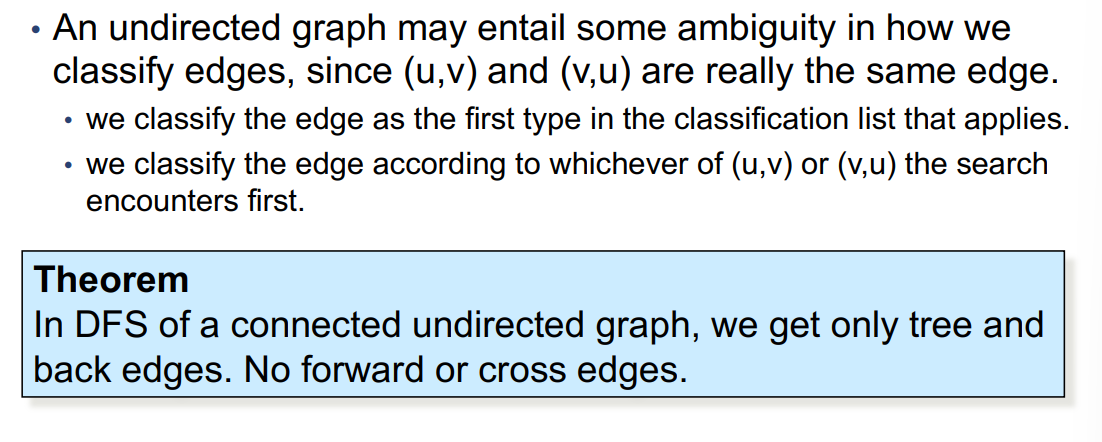 • An undirected graph may entail some ambiguity in how we
classify edges, since (u,v) and (v,u) are really the same edge.
• we classify the edge as the first type in the classification list that applies.
• we classify the edge according to whichever of (u,v) or (v,u) the search
encounters first.
Theorem
In DFS of a connected undirected graph, we get only tree and
back edges. No forward or cross edges.